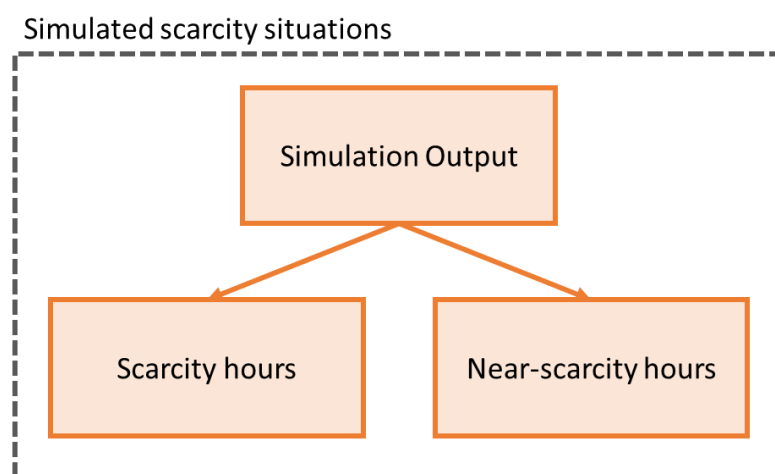 Simulated scarcity situations
Simulation Output
Scarcity hours
Near-scarcity hours